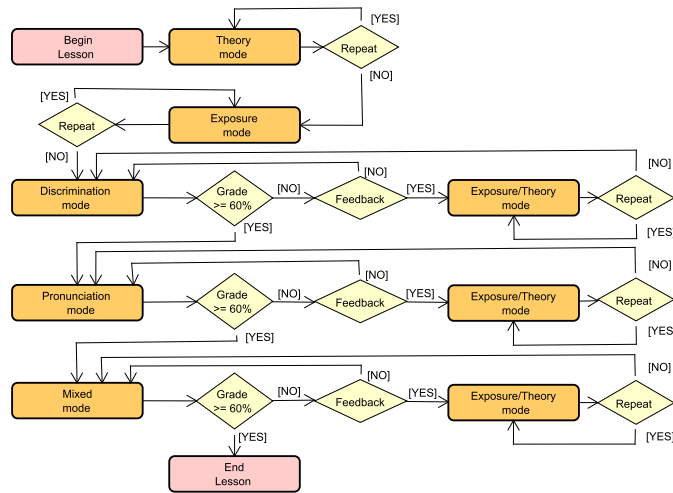 [YES]
Begin
Lesson
Theory
mode
Repeat
[NO]
[YES]
Repeat
Exposure
mode
[NO]
Discrimination
mode
Grade
>= 60%
[NO]
[NO]
Feedback
[YES]
Exposure/Theory
mode
[NO]
Repeat
[YES]
[YES]
Pronunciation
mode
Grade
>= 60%
[NO]
[NO]
Feedback
[YES]
Exposure/Theory
mode
[NO]
Repeat
[YES]
[YES]
Mixed
mode
Grade
>= 60%
[NO]
[NO]
Feedback
[YES]
Exposure/Theory
mode
[NO]
Repeat
[YES]
[YES]
End
Lesson